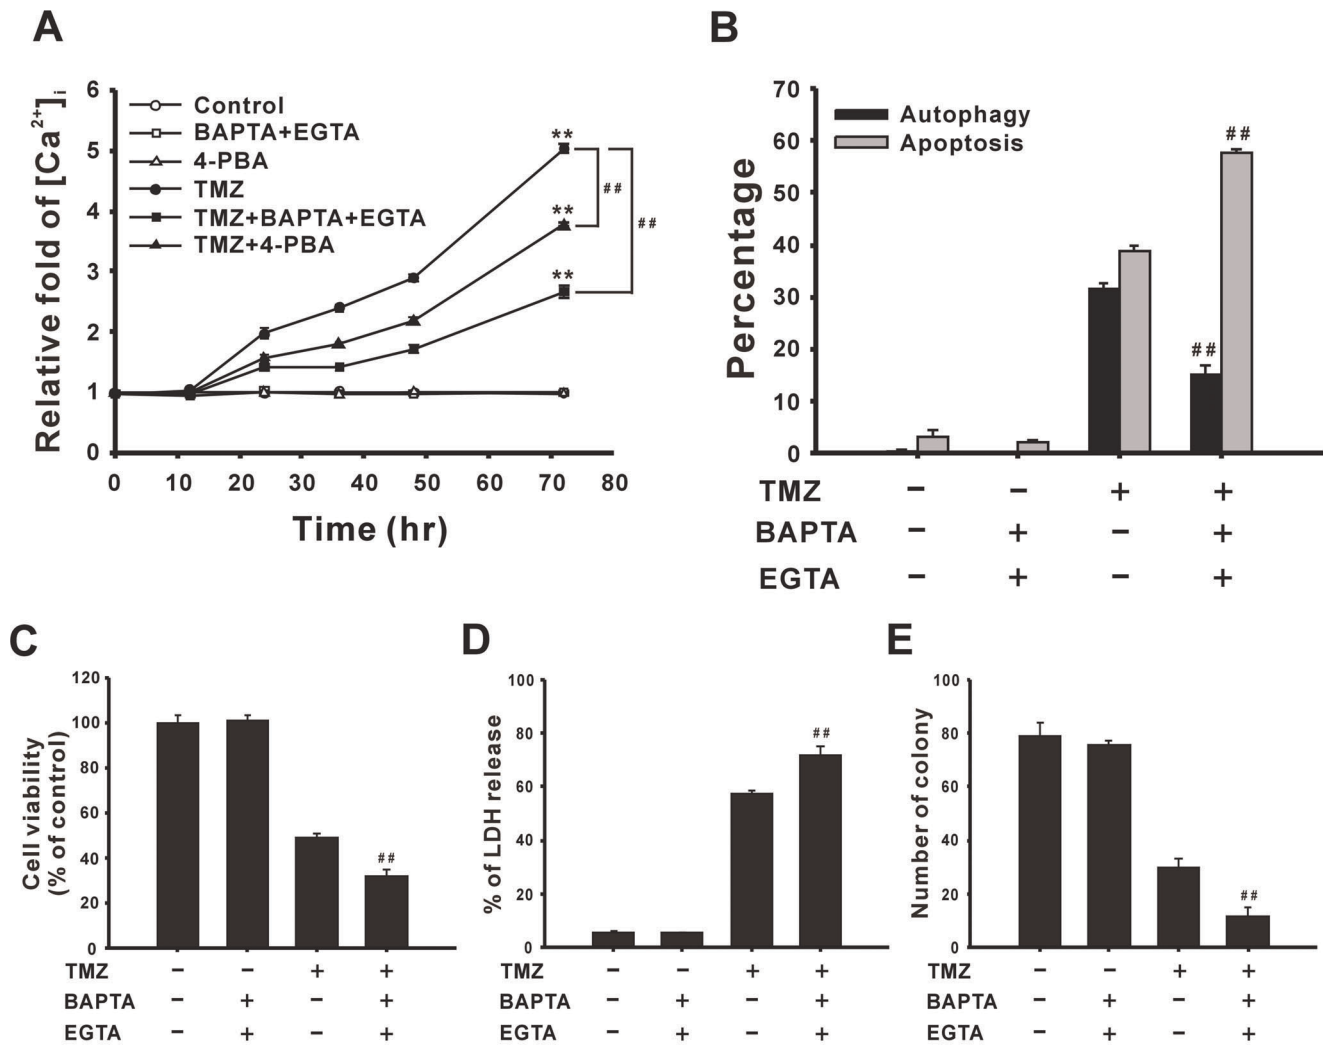 A
Relative fold of [Ca2+]i
6
5
4
3
2
1
0
Control
BAPTA+EGTA
4-PBA
TMZ
TMZ+BAPTA+EGTA
TMZ+4-PBA
**
**
**
##
##
0 10 20 30 40 50 60 70 80
Time (hr)
B
Percentage
70
60
50
40
30
20
10
0
Autophagy
Apoptosis
##
##
TMZ − − + +
BAPTA − + − +
EGTA − + − +
C
Cell viability
(% of control)
120
100
80
60
40
20
0
##
TMZ − − + +
BAPTA − + − +
EGTA − + − +
D
% of LDH release
100
80
60
40
20
0
##
TMZ − − + +
BAPTA − + − +
EGTA − + − +
E
Number of colony
100
80
60
40
20
0
##
TMZ − − + +
BAPTA − + − +
EGTA − + − +